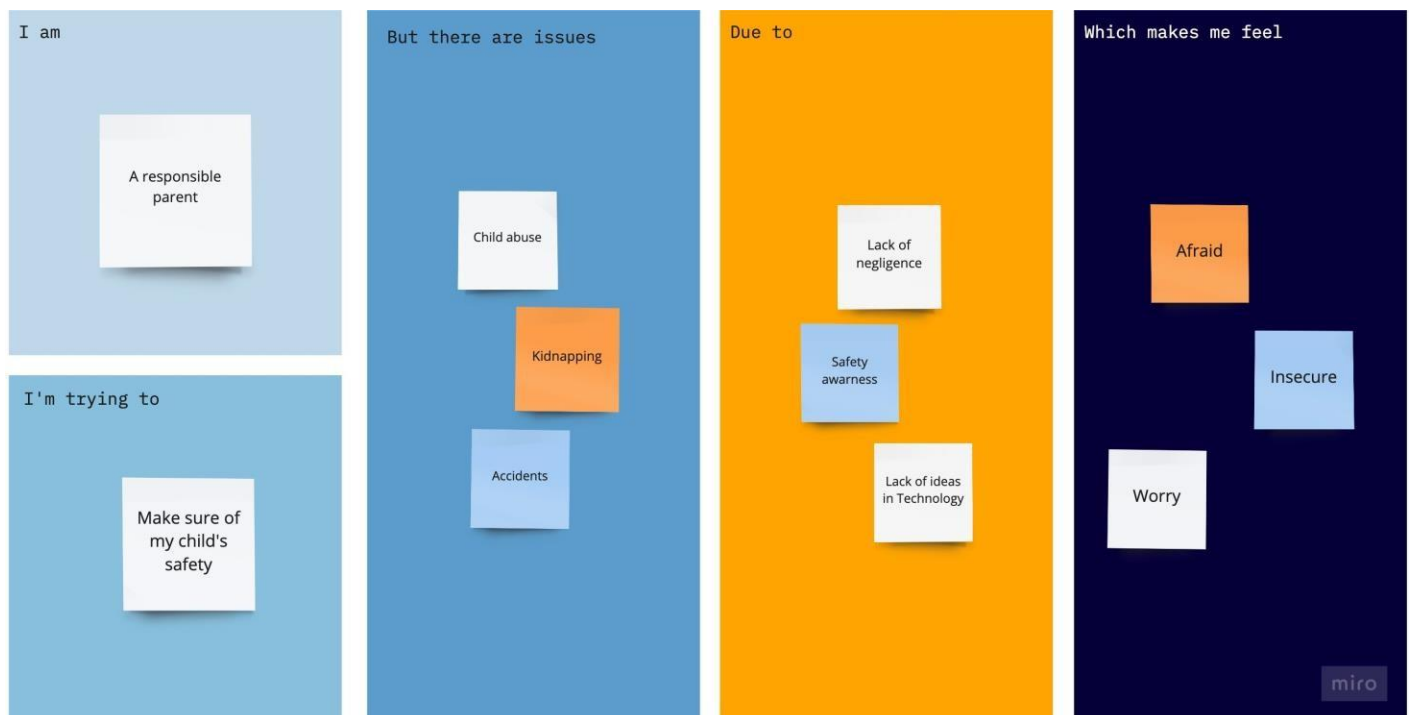 I am
A responsible
parent
I'm trying to
Make sure of
my child's
safety
But there are issues
Child abuse
Kidnapping
Accidents
Due to
Lack of
negligence
Safety
awarness
Lack of ideas
in Technology
Which makes me feel
Afraid
Insecure
Worry
miro